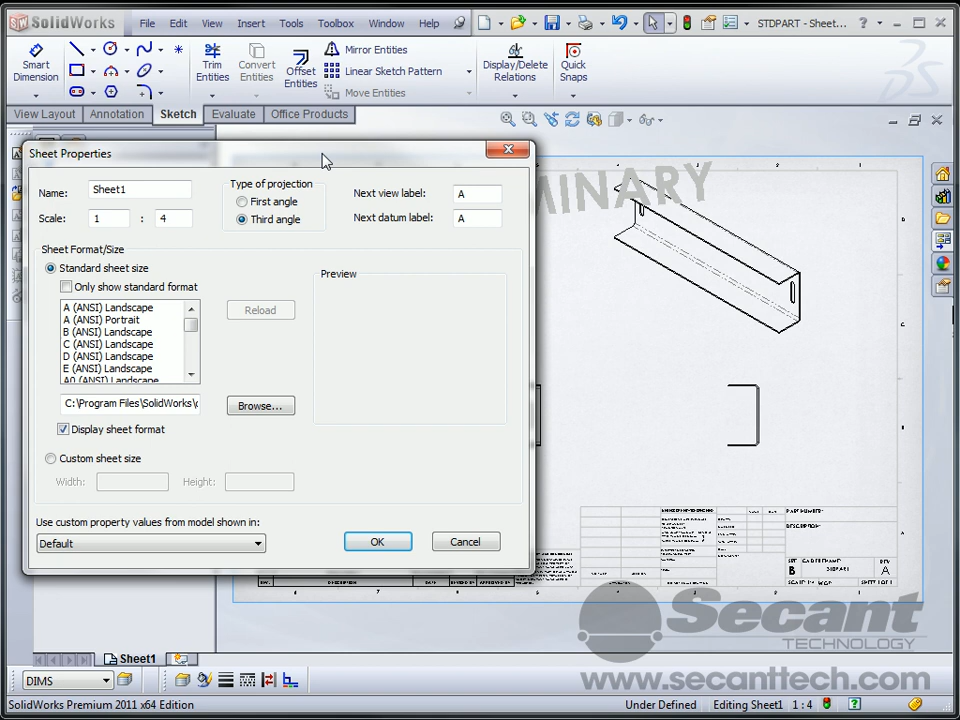 SolidWorks File Edit View Insert Tools Toolbox Window Help STDPART - Sheet... ?
Smart Dimension
Trim Entities
Convert Entities
Offset Entities
Mirror Entities
Linear Sketch Pattern
Move Entities
Display/Delete Relations
Quick Snaps
View Layout Annotation Sketch Evaluate Office Products
Sheet Properties
Name: Sheet1
Scale: 1 : 4
Type of projection
First angle
Third angle
Next view label: A
Next datum label: A
Sheet Format/Size
Standard sheet size
Only show standard format
A (ANSI) Landscape
A (ANSI) Portrait
B (ANSI) Landscape
C (ANSI) Landscape
D (ANSI) Landscape
E (ANSI) Landscape
A0 (ANSI) Landscape
Reload
Preview
C:\Program Files\SolidWorks\
Browse...
Display sheet format
Custom sheet size
Width: Height:
Use custom property values from model shown in:
Default
OK Cancel
MINARY
PART NUMBER:
DESCRIPTION:
B STDPART A
Secant
TECHNOLOGY
www.secanttech.com
Sheet1
DIMS
SolidWorks Premium 2011 x64 Edition Under Defined Editing Sheet1 1 : 4